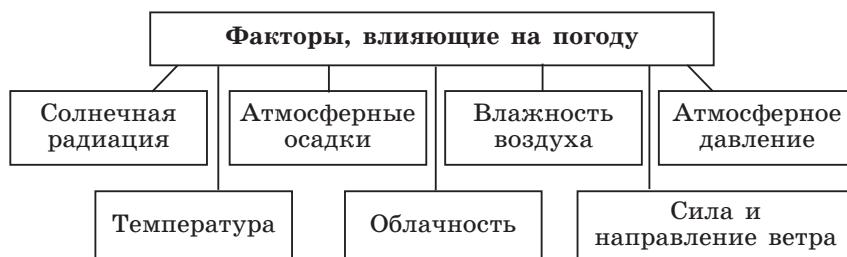 Факторы, влияющие на погоду
Солнечная
радиация
Атмосферные
осадки
Влажность
воздуха
Атмосферное
давление
Температура
Облачность
Сила и
направление ветра